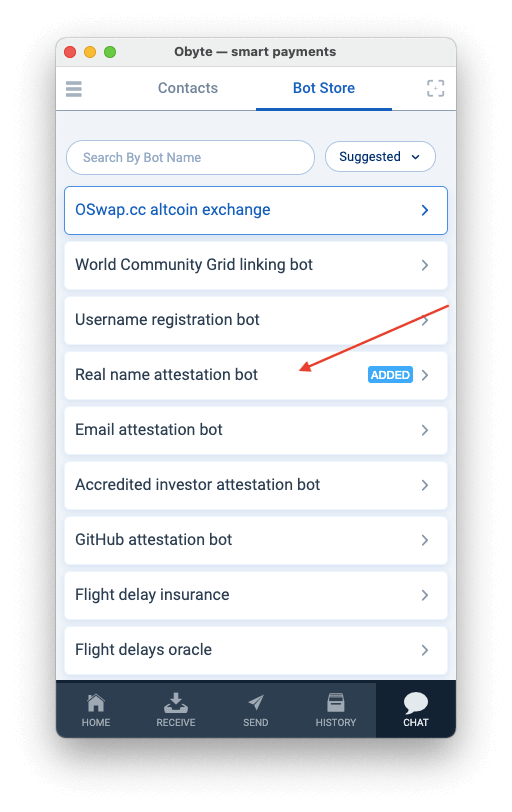 Obyte — smart payments
Contacts
Bot Store
Search By Bot Name
Suggested
OSwap.cc altcoin exchange
World Community Grid linking bot
Username registration bot
Real name attestation bot
ADDED
Email attestation bot
Accredited investor attestation bot
GitHub attestation bot
Flight delay insurance
Flight delays oracle
HOME
RECEIVE
SEND
HISTORY
CHAT